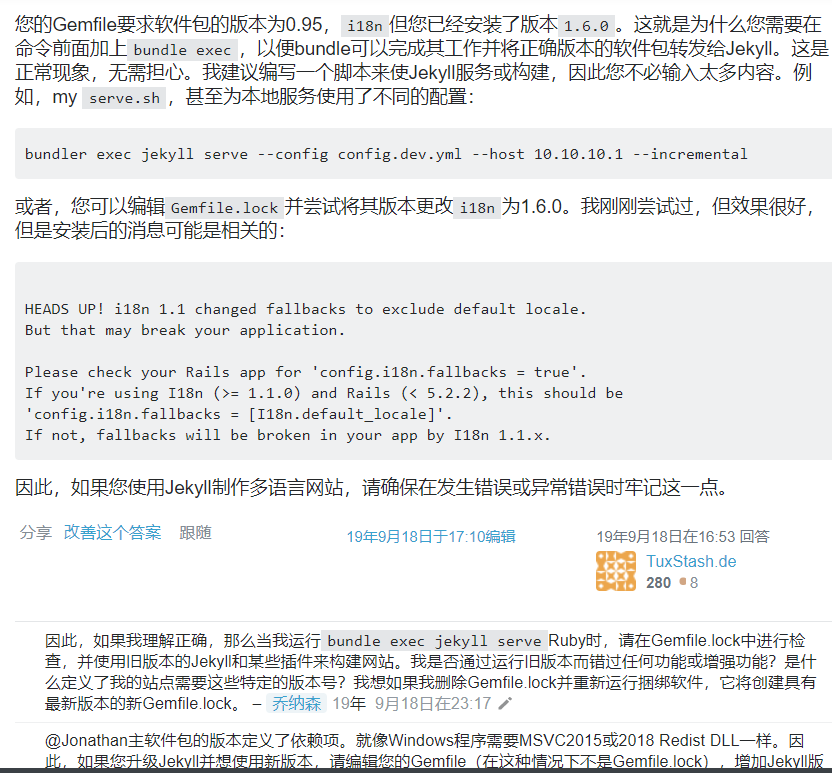 您的Gemfile要求软件包的版本为0.95， i18n 但您已经安装了版本 1.6.0 。这就是为什么您需要在
命令前面加上 bundle exec ，以便bundle可以完成其工作并将正确版本的软件包转发给Jekyll。这是
正常现象，无需担心。我建议编写一个脚本来使Jekyll服务或构建，因此您不必输入太多内容。例
如，my serve.sh ，甚至为本地服务使用了不同的配置：
bundler exec jekyll serve --config config.dev.yml --host 10.10.10.1 --incremental
或者，您可以编辑 Gemfile.lock 并尝试将其版本更改 i18n 为1.6.0。我刚刚尝试过，但效果很好，
但是安装后的消息可能是相关的：
HEADS UP! i18n 1.1 changed fallbacks to exclude default locale.
But that may break your application.
Please check your Rails app for 'config.i18n.fallbacks = true'.
If you're using I18n (>= 1.1.0) and Rails (< 5.2.2), this should be
'config.i18n.fallbacks = [I18n.default_locale]'.
If not, fallbacks will be broken in your app by I18n 1.1.x.
因此，如果您使用Jekyll制作多语言网站，请确保在发生错误或异常错误时牢记这一点。
分享 改善这个答案 跟随 19年9月18日于17:10编辑 19年9月18日在16:53 回答
TuxStash.de
280 8
因此，如果我理解正确，那么当我运行 bundle exec jekyll serve Ruby时，请在Gemfile.lock中进行检
查，并使用旧版本的Jekyll和某些插件来构建网站。我是否通过运行旧版本而错过任何功能或增强功能？是什
么定义了我的站点需要这些特定的版本号？我想如果我删除Gemfile.lock并重新运行捆绑软件，它将创建具有
最新版本的新Gemfile.lock。 – 乔纳森 19年 9月18日在23:17
@Jonathan主软件包的版本定义了依赖项。就像Windows程序需要MSVC2015或2018 Redist DLL一样。因
此，如果您升级Jekyll并想使用新版本，请编辑您的Gemfile（在这种情况下不是Gemfile.lock），增加Jekyll版